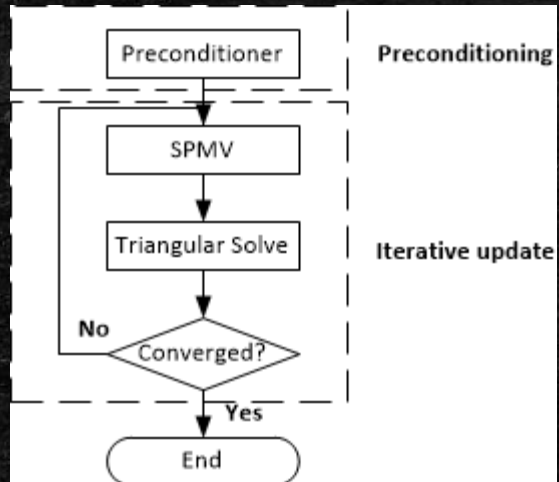 Preconditioner
Preconditioning
SPMV
Triangular Solve
Iterative update
No
Converged?
Yes
End